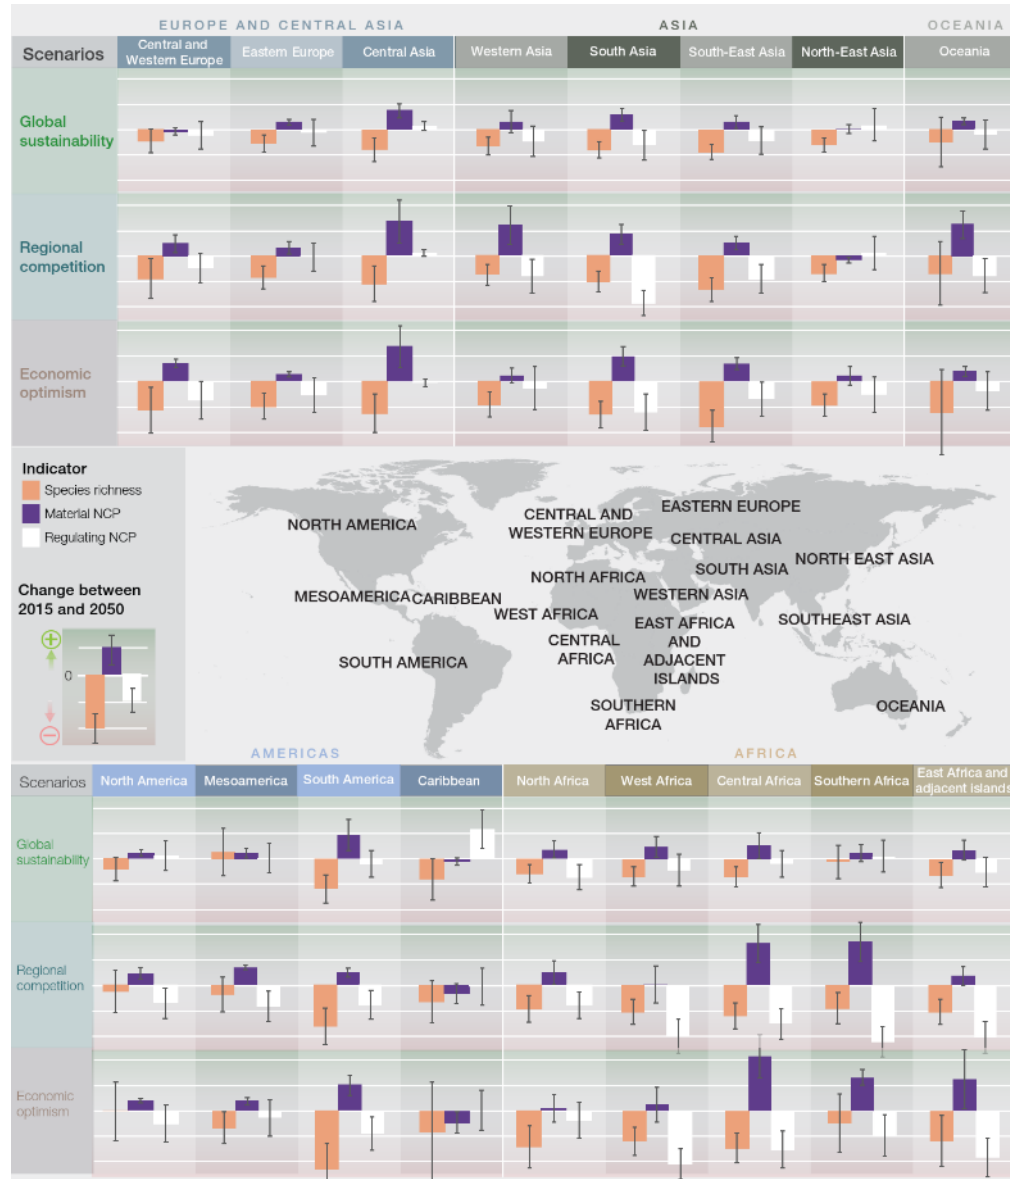 EUROPE AND CENTRAL ASIA
ASIA
OCEANIA
Scenarios
Central and
Western Europe
Eastern Europe
Central Asia
Western Asia
South Asia
South-East Asia
North-East Asia
Oceania
Global
sustainability
Regional
competition
Economic
optimism
Indicator
Species richness
Material NCP
Regulating NCP
Change between
2015 and 2050
+
0
−
NORTH AMERICA
CENTRAL AND
WESTERN EUROPE
EASTERN EUROPE
CENTRAL ASIA
NORTH EAST ASIA
SOUTH ASIA
NORTH AFRICA
MESOAMERICA
CARIBBEAN
WESTERN ASIA
WEST AFRICA
SOUTHEAST ASIA
EAST AFRICA
AND
ADJACENT
ISLANDS
CENTRAL
AFRICA
SOUTH AMERICA
SOUTHERN
AFRICA
OCEANIA
AMERICAS
AFRICA
Scenarios
North America
Mesoamerica
South America
Caribbean
North Africa
West Africa
Central Africa
Southern Africa
East Africa and
adjacent islands
Global
sustainability
Regional
competition
Economic
optimism